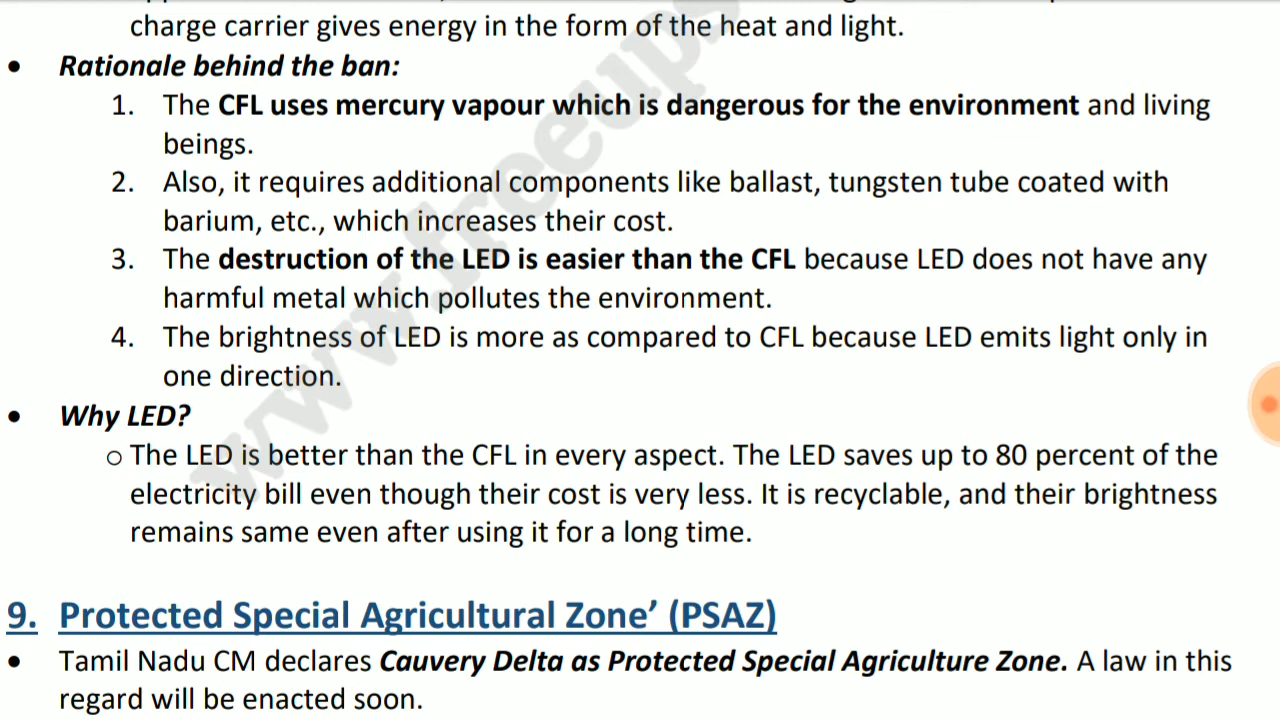 charge carrier gives energy in the form of the heat and light.
• Rationale behind the ban:
1. The CFL uses mercury vapour which is dangerous for the environment and living
beings.
2. Also, it requires additional components like ballast, tungsten tube coated with
barium, etc., which increases their cost.
3. The destruction of the LED is easier than the CFL because LED does not have any
harmful metal which pollutes the environment.
4. The brightness of LED is more as compared to CFL because LED emits light only in
one direction.
• Why LED?
o The LED is better than the CFL in every aspect. The LED saves up to 80 percent of the
electricity bill even though their cost is very less. It is recyclable, and their brightness
remains same even after using it for a long time.
9. Protected Special Agricultural Zone’ (PSAZ)
• Tamil Nadu CM declares Cauvery Delta as Protected Special Agriculture Zone. A law in this
regard will be enacted soon.
www.freeups